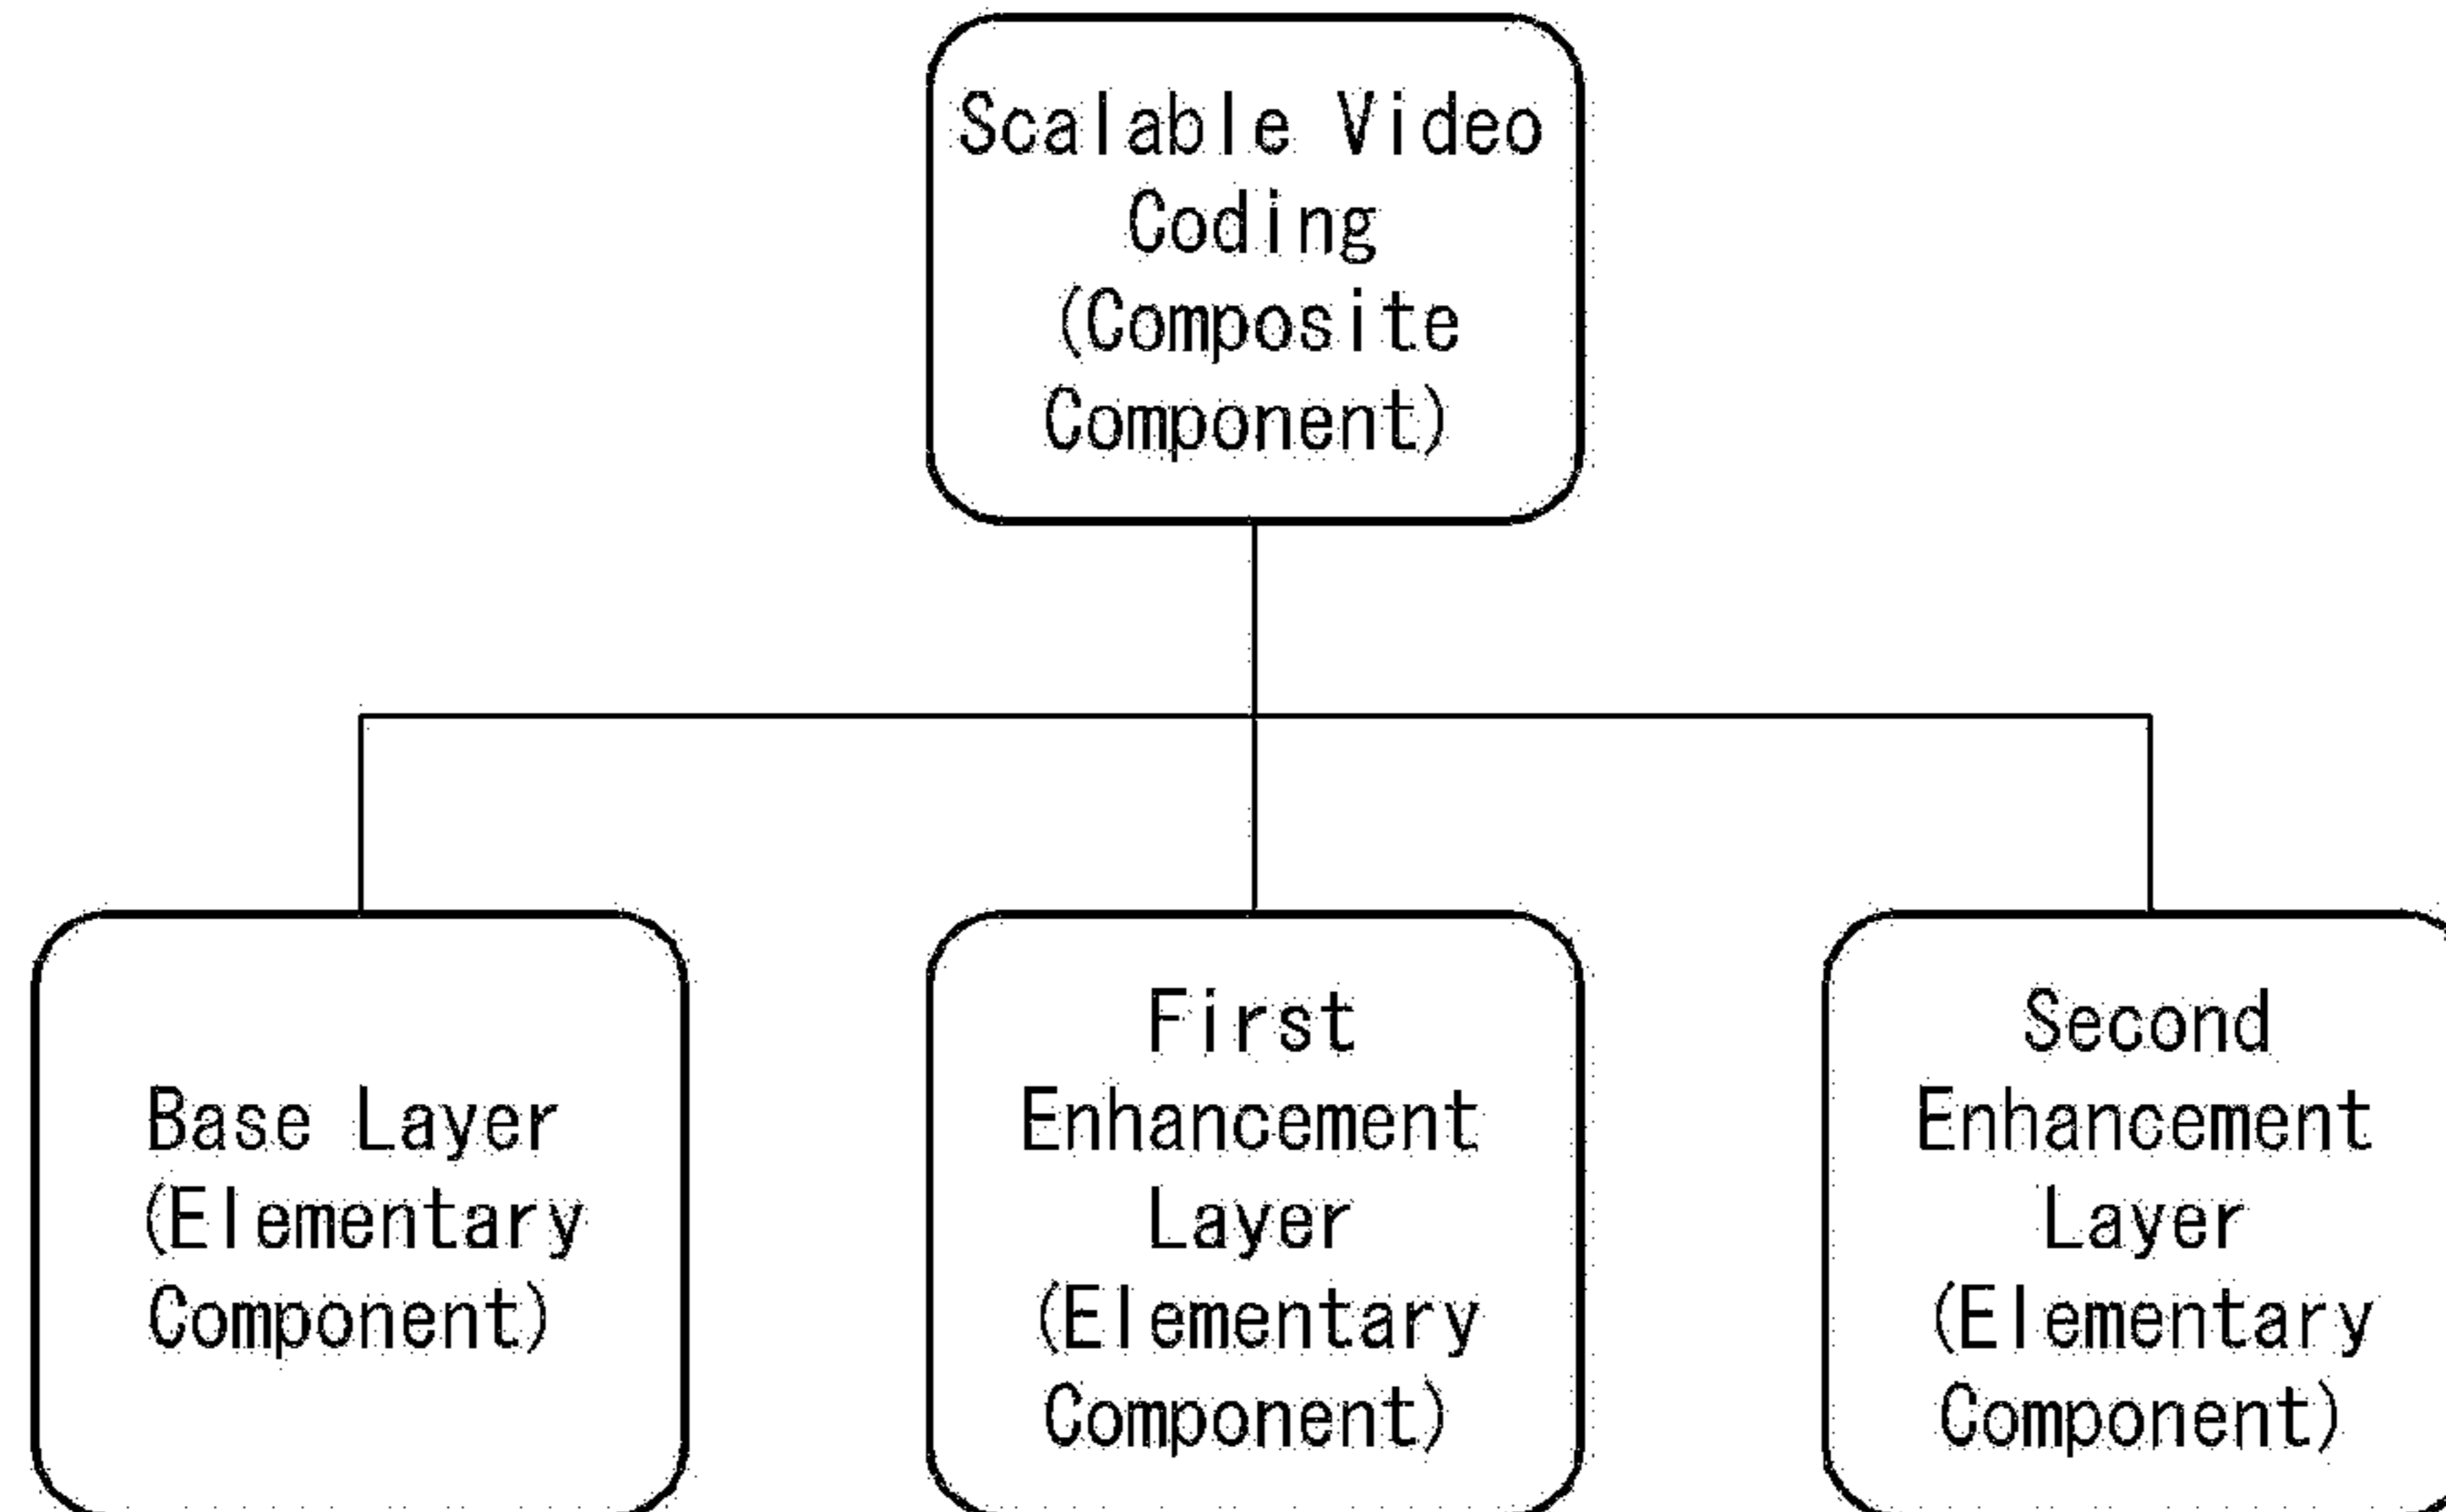 Scalable Video
Coding
(Composite
Component)
Base Layer
(Elementary
Component)
First
Enhancement
Layer
(Elementary
Component)
Second
Enhancement
Layer
(Elementary
Component)